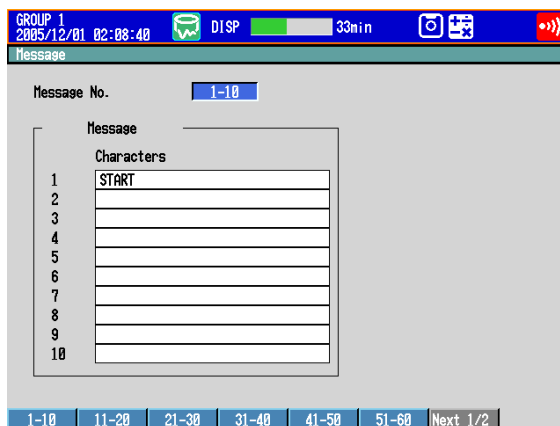 GROUP 1
2005/12/01 02:08:40 DISP 33min
Message
Message No. 1-10
Message
Characters
1 START
2
3
4
5
6
7
8
9
10
1-10 11-20 21-30 31-40 41-50 51-60 Next 1/2